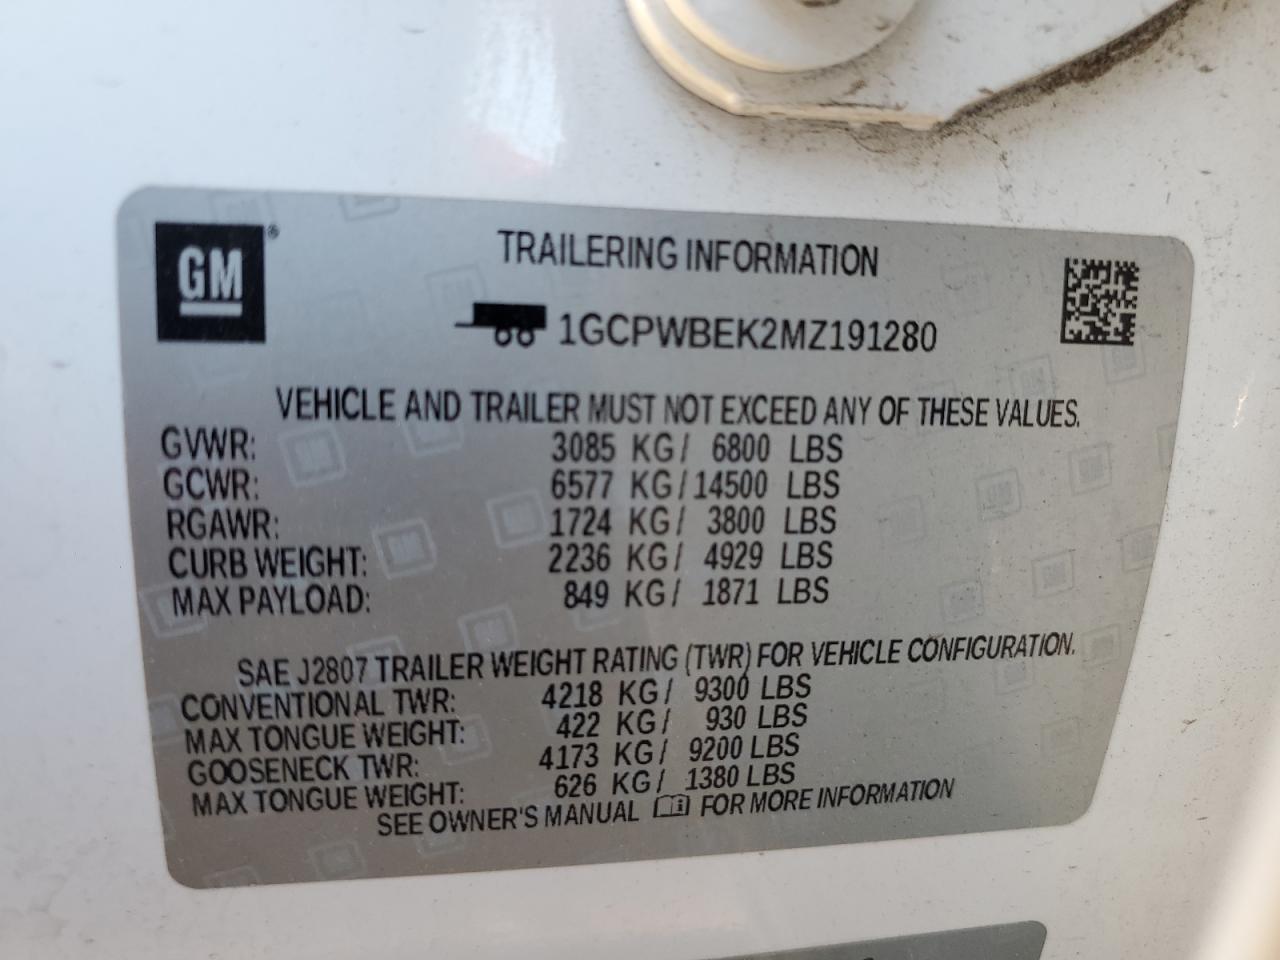 GM®
TRAILERING INFORMATION
1GCPWBEK2MZ191280
VEHICLE AND TRAILER MUST NOT EXCEED ANY OF THESE VALUES.
GVWR: 3085 KG/ 6800 LBS
GCWR: 6577 KG/14500 LBS
RGAWR: 1724 KG/ 3800 LBS
CURB WEIGHT: 2236 KG/ 4929 LBS
MAX PAYLOAD: 849 KG/ 1871 LBS
SAE J2807 TRAILER WEIGHT RATING (TWR) FOR VEHICLE CONFIGURATION.
CONVENTIONAL TWR: 4218 KG/ 9300 LBS
MAX TONGUE WEIGHT: 422 KG/ 930 LBS
GOOSENECK TWR: 4173 KG/ 9200 LBS
MAX TONGUE WEIGHT: 626 KG/ 1380 LBS
SEE OWNER'S MANUAL FOR MORE INFORMATION